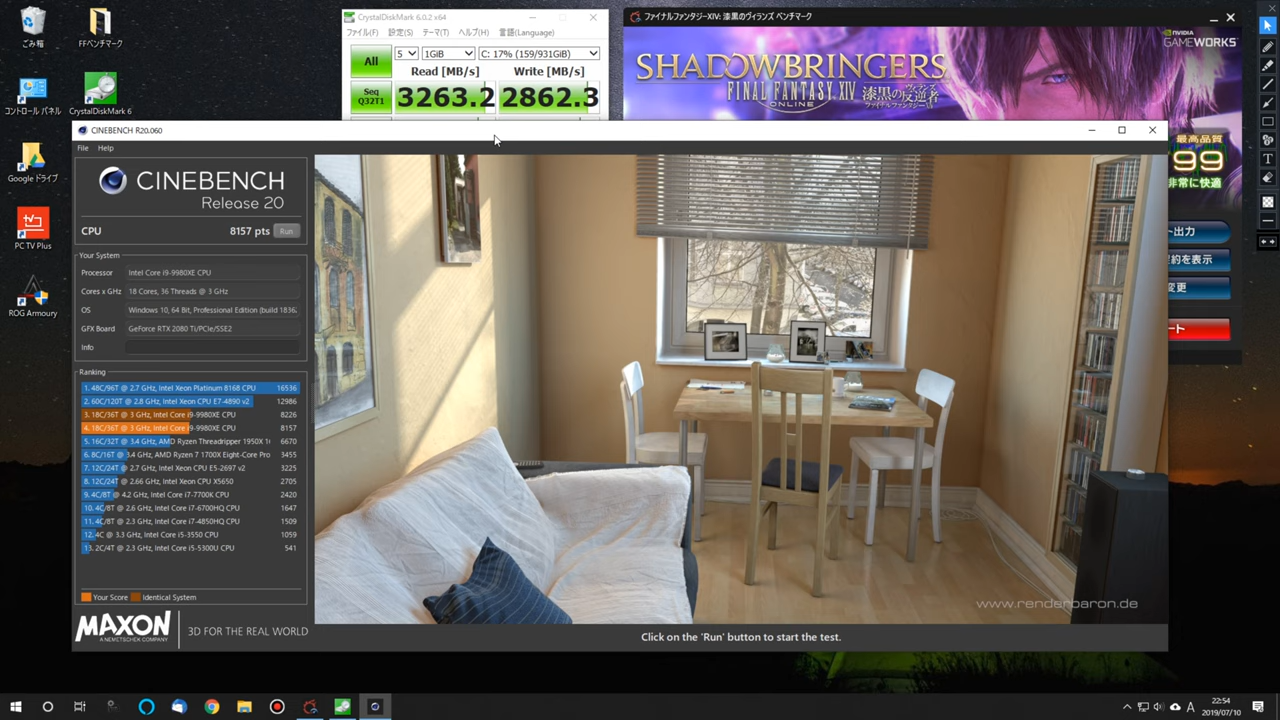 ごみ箱
FFベンチマーク
コントロール パネル
CrystalDiskMark 6
Google ドライブ
PC TV Plus
ROG Armoury
CrystalDiskMark 6.0.2 x64
ファイル(F) 設定(S) テーマ(T) ヘルプ(H) 言語(Language)
All 5 1GiB C: 17% (159/931GiB)
Read [MB/s] Write [MB/s]
Seq
Q32T1
3263.2 2862.3
ファイナルファンタジーXIV: 漆黒のヴィランズ ベンチマーク
NVIDIA
GAMEWORKS
SHADOWBRINGERS
FINAL FANTASY XIV
ONLINE
漆黒の反逆者
ファイナルファンタジー14
最高品質
99
非常に快適
ト出力
約を表示
変更
ート
CINEBENCH R20.060
File Help
CINEBENCH
Release 20
CPU 8157 pts Run
Your System
Processor Intel Core i9-9980XE CPU
Cores x GHz 18 Cores, 36 Threads @ 3 GHz
OS Windows 10, 64 Bit, Professional Edition (build 1836
GFX Board GeForce RTX 2080 Ti/PCIe/SSE2
Info
Ranking
1. 48C/96T @ 2.7 GHz, Intel Xeon Platinum 8168 CPU 16536
2. 60C/120T @ 2.8 GHz, Intel Xeon CPU E7-4890 v2 12986
3. 18C/36T @ 3 GHz, Intel Core i9-9980XE CPU 8226
4. 18C/36T @ 3 GHz, Intel Core i9-9980XE CPU 8157
5. 16C/32T @ 3.4 GHz, AMD Ryzen Threadripper 1950X 1 6670
6. 8C/16T @ 3.4 GHz, AMD Ryzen 7 1700X Eight-Core Pro 3455
7. 12C/24T @ 2.7 GHz, Intel Xeon CPU E5-2697 v2 3225
8. 12C/24T @ 2.66 GHz, Intel Xeon CPU X5650 2705
9. 4C/8T @ 4.2 GHz, Intel Core i7-7700K CPU 2420
10. 4C/8T @ 2.6 GHz, Intel Core i7-6700HQ CPU 1647
11. 4C/8T @ 2.3 GHz, Intel Core i7-4850HQ CPU 1509
12. 4C @ 3.3 GHz, Intel Core i5-3550 CPU 1059
13. 2C/4T @ 2.3 GHz, Intel Core i5-5300U CPU 541
Your Score Identical System
MAXON
A NEMETSCHEK COMPANY
3D FOR THE REAL WORLD
www.renderbaron.de
Click on the 'Run' button to start the test.
A
22:54
2019/07/10